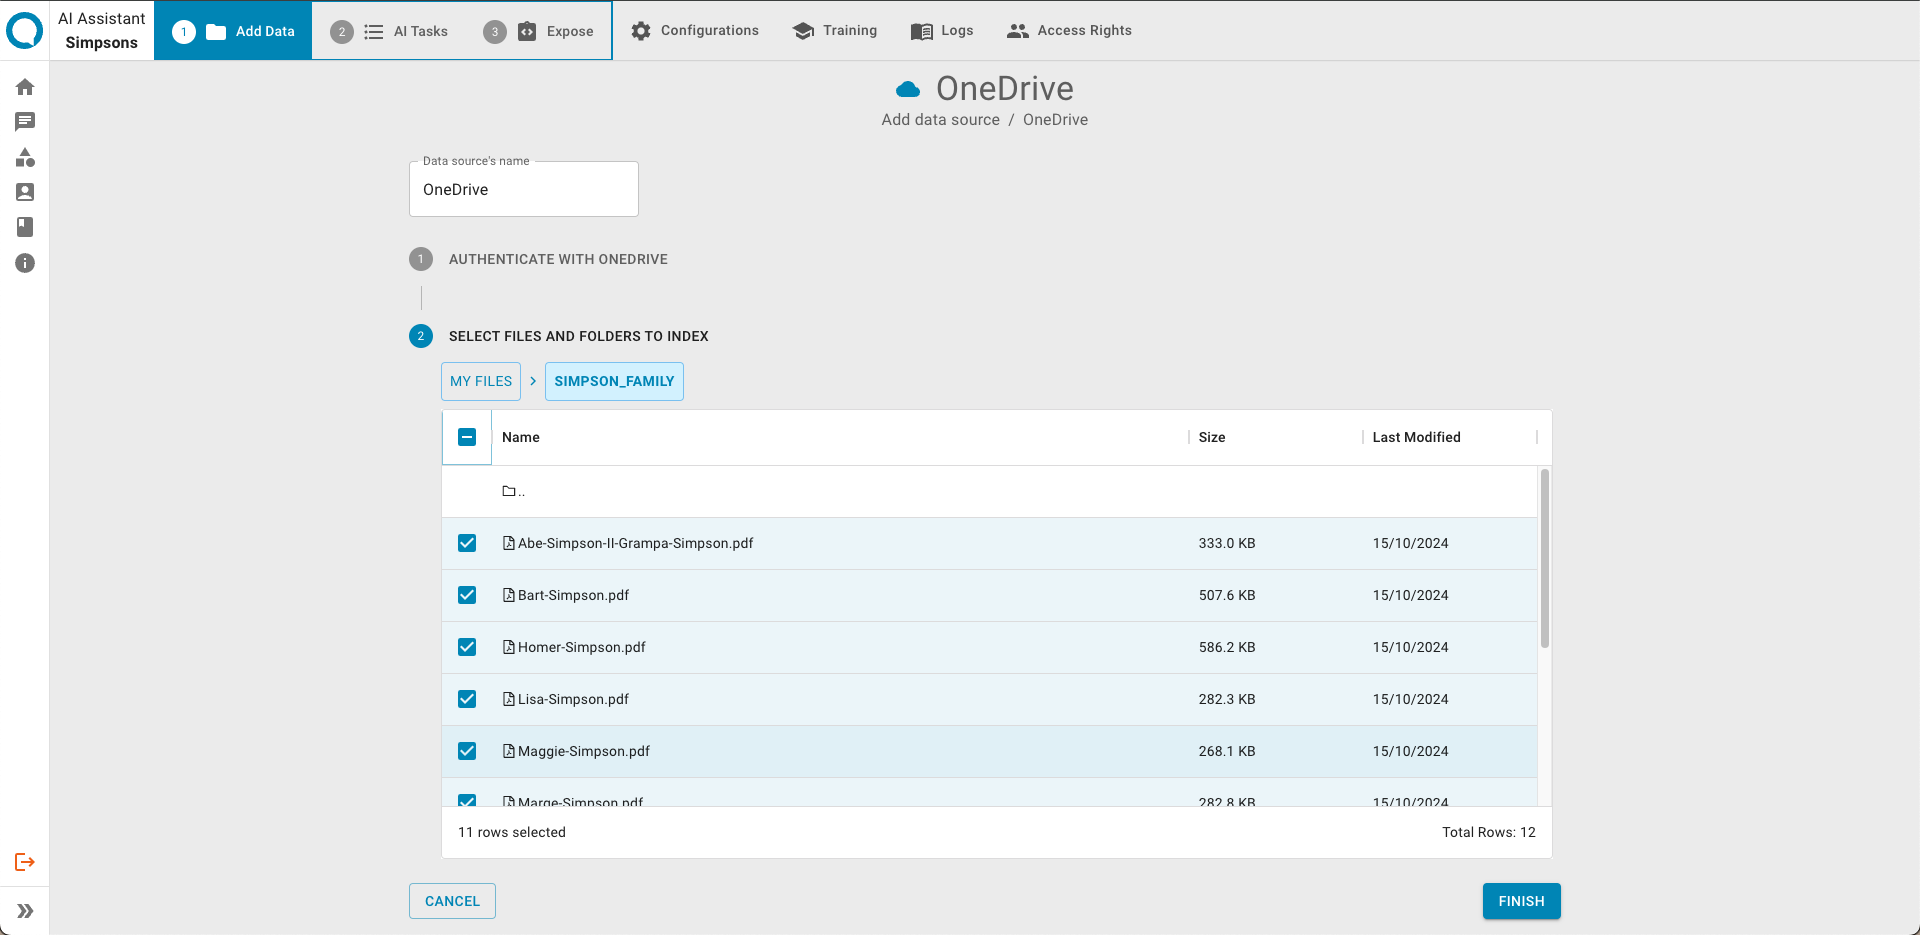 AI Assistant
Simpsons
1 Add Data
2 AI Tasks
3 Expose
Configurations
Training
Logs
Access Rights
OneDrive
Add data source / OneDrive
Data source's name
OneDrive
1 AUTHENTICATE WITH ONEDRIVE
2 SELECT FILES AND FOLDERS TO INDEX
MY FILES > SIMPSON_FAMILY
Name Size Last Modified
..
Abe-Simpson-II-Grampa-Simpson.pdf 333.0 KB 15/10/2024
Bart-Simpson.pdf 507.6 KB 15/10/2024
Homer-Simpson.pdf 586.2 KB 15/10/2024
Lisa-Simpson.pdf 282.3 KB 15/10/2024
Maggie-Simpson.pdf 268.1 KB 15/10/2024
Marge-Simpson.pdf 282.8 KB 15/10/2024
11 rows selected Total Rows: 12
CANCEL FINISH